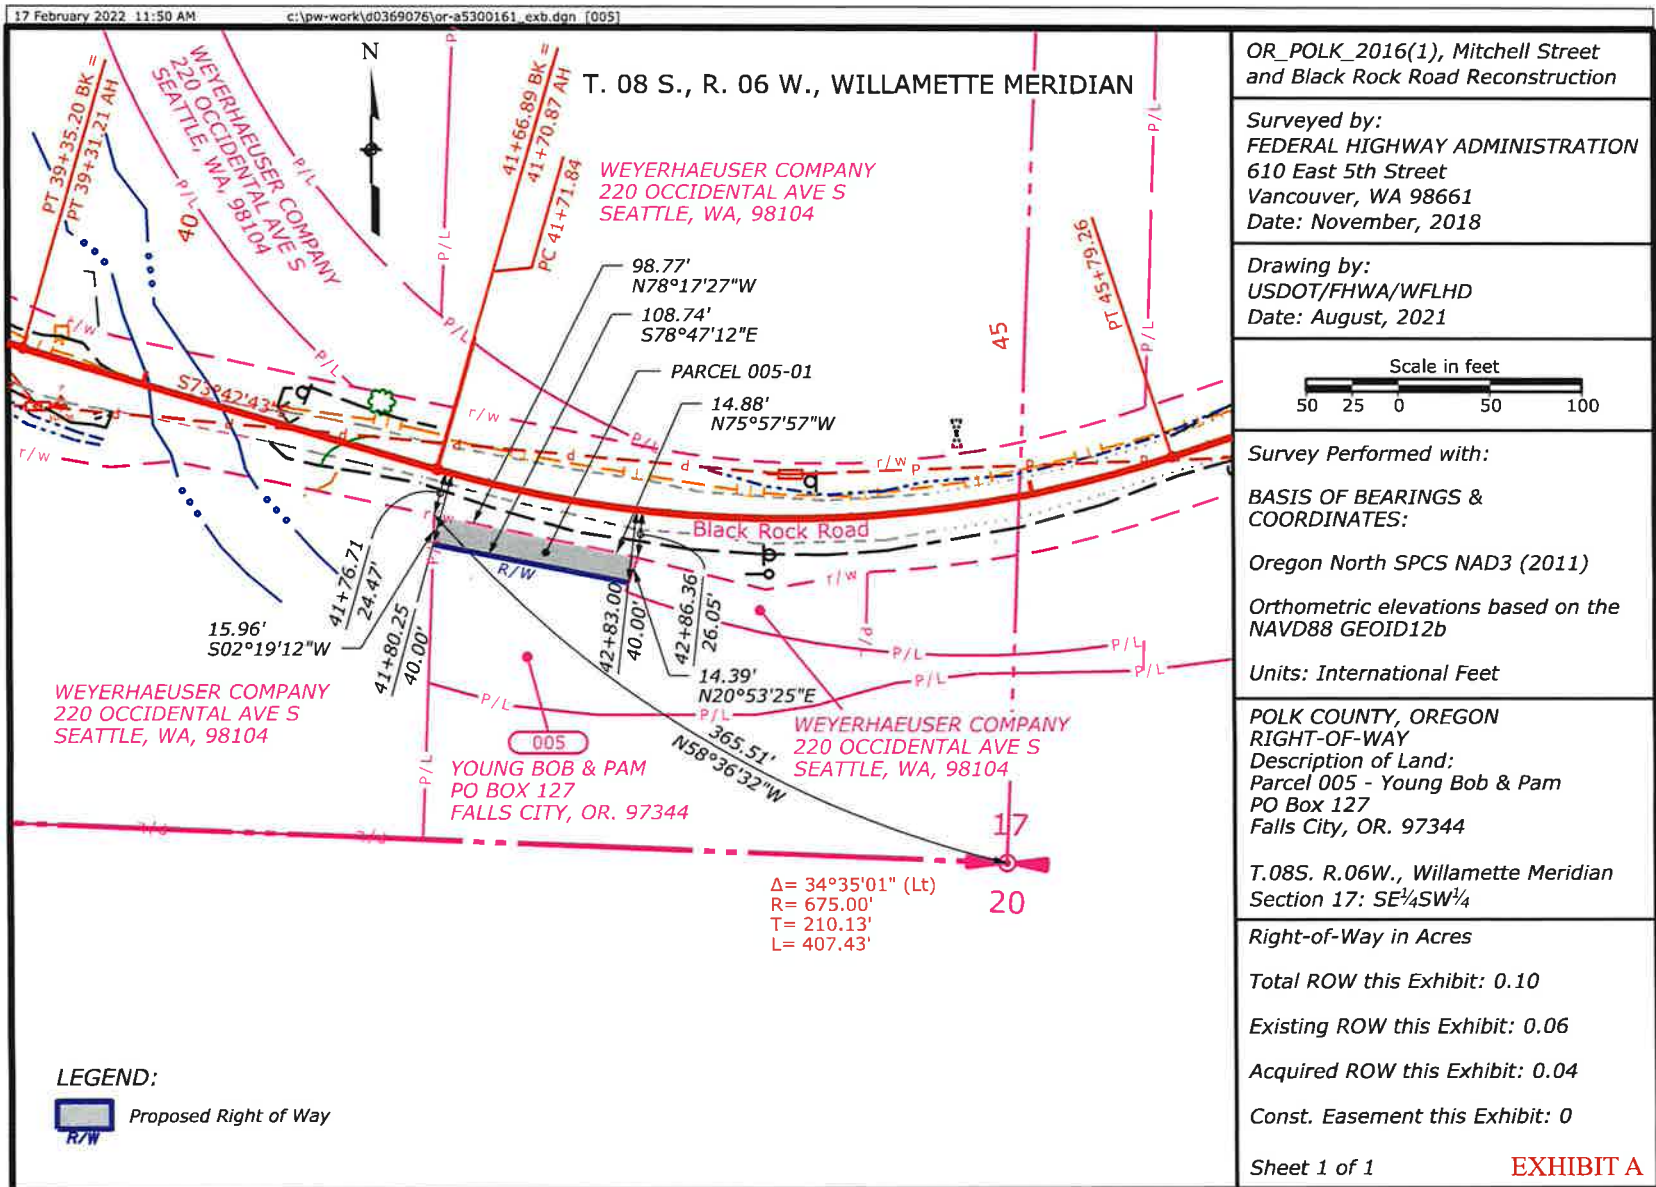 17 February 2022 11:50 AM
c:\pw-work\d0369076\or-a5300161_exb.dgn [005]
T. 08 S., R. 06 W., WILLAMETTE MERIDIAN
N
PT 39+35.20 BK =
PT 39+31.21 AH
40
WEYERHAEUSER COMPANY
220 OCCIDENTAL AVE S
SEATTLE, WA, 98104
41+66.89 BK =
41+70.87 AH
PC 41+71.84
WEYERHAEUSER COMPANY
220 OCCIDENTAL AVE S
SEATTLE, WA, 98104
98.77'
N78°17'27"W
108.74'
S78°47'12"E
PARCEL 005-01
14.88'
N75°57'57"W
45
PT 45+79.26
P/L
P/L
P/L
P/L
P/L
P/L
P/L
P/L
P/L
r/w
r/w
r/w
r/w
r/w
r/w
S73°42'43"E
Black Rock Road
R/W
41+76.71
24.47'
41+80.25
40.00'
42+83.00
40.00'
42+86.36
26.05'
15.96'
S02°19'12"W
14.39'
N20°53'25"E
365.51'
N58°36'32"W
P/L
P/L
P/L
P/L
P/L
P/L
P/L
P/L
P/L
P/L
WEYERHAEUSER COMPANY
220 OCCIDENTAL AVE S
SEATTLE, WA, 98104
005
YOUNG BOB & PAM
PO BOX 127
FALLS CITY, OR. 97344
WEYERHAEUSER COMPANY
220 OCCIDENTAL AVE S
SEATTLE, WA, 98104
17
20
Δ= 34°35'01" (Lt)
R= 675.00'
T= 210.13'
L= 407.43'
LEGEND:
R/W
Proposed Right of Way
OR_POLK_2016(1), Mitchell Street
and Black Rock Road Reconstruction
Surveyed by:
FEDERAL HIGHWAY ADMINISTRATION
610 East 5th Street
Vancouver, WA 98661
Date: November, 2018
Drawing by:
USDOT/FHWA/WFLHD
Date: August, 2021
Scale in feet
50 25 0 50 100
Survey Performed with:
BASIS OF BEARINGS &
COORDINATES:
Oregon North SPCS NAD3 (2011)
Orthometric elevations based on the
NAVD88 GEOID12b
Units: International Feet
POLK COUNTY, OREGON
RIGHT-OF-WAY
Description of Land:
Parcel 005 - Young Bob & Pam
PO Box 127
Falls City, OR. 97344
T.08S. R.06W., Willamette Meridian
Section 17: SE¼SW¼
Right-of-Way in Acres
Total ROW this Exhibit: 0.10
Existing ROW this Exhibit: 0.06
Acquired ROW this Exhibit: 0.04
Const. Easement this Exhibit: 0
Sheet 1 of 1
EXHIBIT A